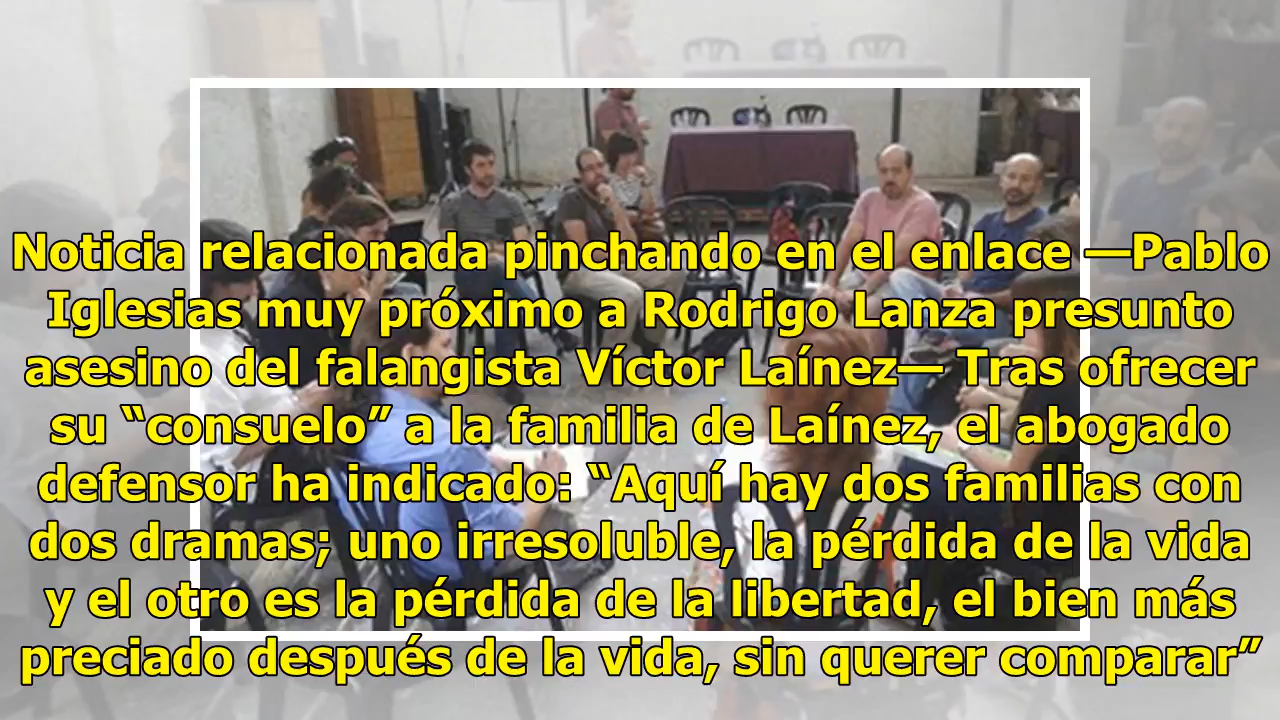 Noticia relacionada pinchando en el enlace —Pablo
Iglesias muy próximo a Rodrigo Lanza presunto
asesino del falangista Víctor Laínez— Tras ofrecer
su “consuelo” a la familia de Laínez, el abogado
defensor ha indicado: “Aquí hay dos familias con
dos dramas; uno irresoluble, la pérdida de la vida
y el otro es la pérdida de la libertad, el bien más
preciado después de la vida, sin querer comparar”